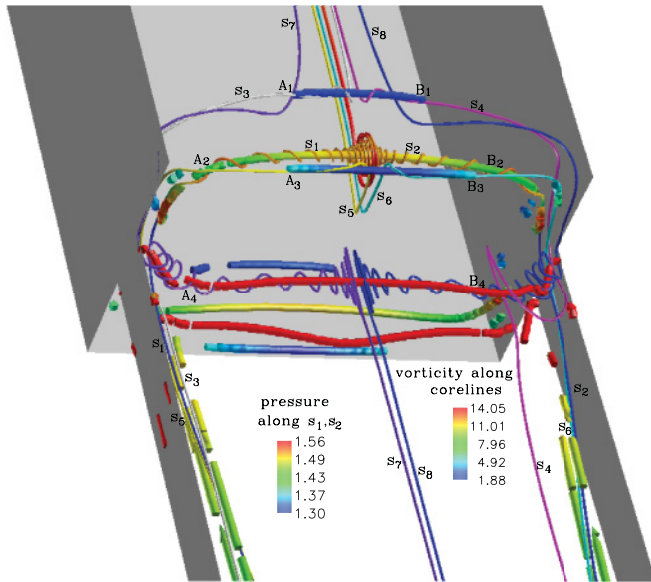 s7
s8
s3
A1
B1
s4
s1
s2
A2
B2
A3
B3
s5
s6
A4
B4
s1
s3
s5
pressure
along s1,s2
1.56
1.49
1.43
1.37
1.30
vorticity along
corelines
14.05
11.01
7.96
4.92
1.88
s7
s8
s4
s2
s6